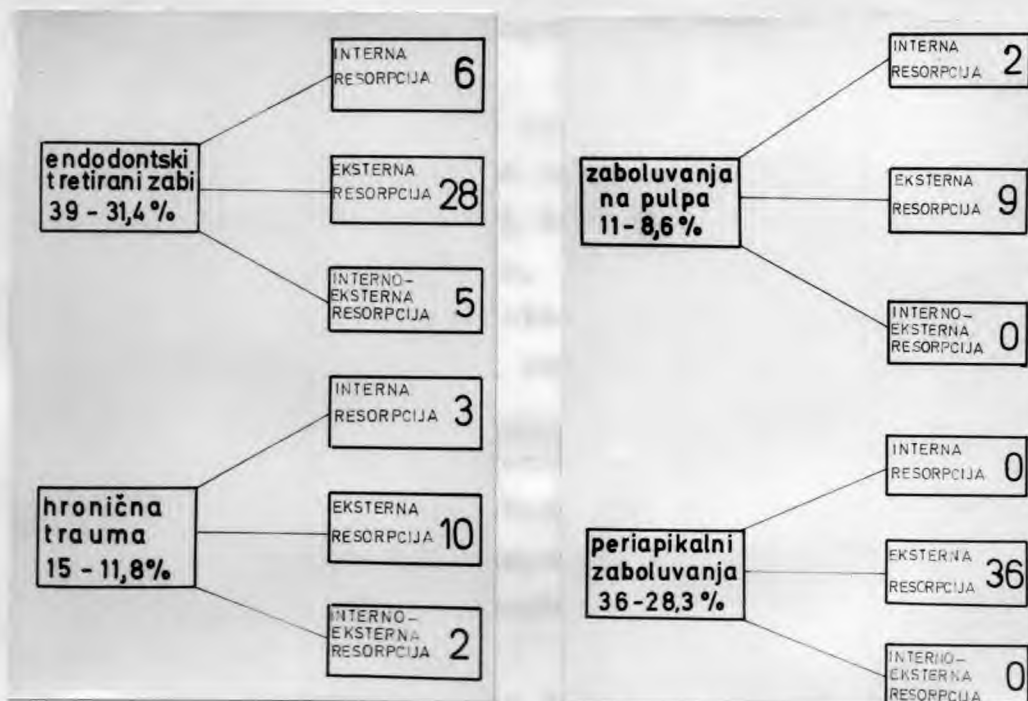 endodontski
tretirani zabi
39 - 31,4%
INTERNA
RESORPCIJA 6
EKSTERNA
RESORPCIJA 28
INTERNO-
EKSTERNA
RESORPCIJA 5
hronična
trauma
15 - 11,8%
INTERNA
RESORPCIJA 3
EKSTERNA
RESORPCIJA 10
INTERNO-
EKSTERNA
RESORPCIJA 2
zaboluvanja
na pulpa
11 - 8,6%
INTERNA
RESORPCIJA 2
EKSTERNA
RESORPCIJA 9
INTERNO-
EKSTERNA
RESORPCIJA 0
periapikalni
zaboluvanja
36 - 28,3%
INTERNA
RESORPCIJA 0
EKSTERNA
RESORPCIJA 36
INTERNO-
EKSTERNA
RESORPCIJA 0